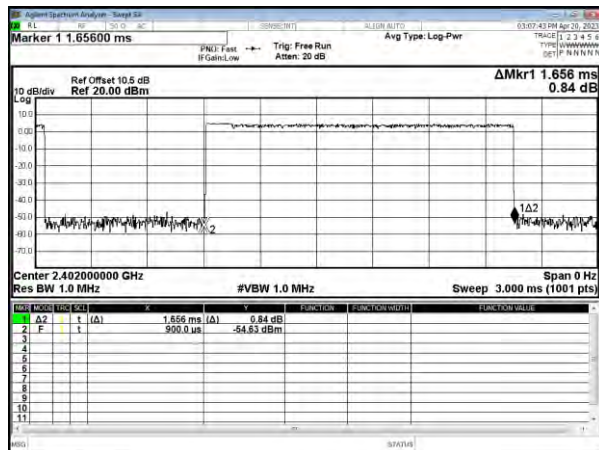 Agilent Spectrum Analyzer - Swept SA
RL RF 50 Ω AC SENSE:INT ALIGN AUTO 03:07:43 PM Apr 20, 2023
Marker 1 1.65600 ms
PNO: Fast
IFGain:Low
Trig: Free Run
Atten: 20 dB
Avg Type: Log-Pwr
TRACE 1 2 3 4 5 6
TYPE WWWWWW
DET P N N N N N
Ref Offset 10.5 dB
10 dB/div Ref 20.00 dBm
Log
ΔMkr1 1.656 ms
0.84 dB
10.0
0.00
-10.0
-20.0
-30.0
-40.0
-50.0
-60.0
-70.0
1Δ2
2
Center 2.402000000 GHz Span 0 Hz
Res BW 1.0 MHz #VBW 1.0 MHz Sweep 3.000 ms (1001 pts)
MKR MODE TRC SCL X Y FUNCTION FUNCTION WIDTH FUNCTION VALUE
1 Δ2 t (Δ) 1.656 ms (Δ) 0.84 dB
2 F t 900.0 us -54.63 dBm
3
4
5
6
7
8
9
10
11
MSG STATUS